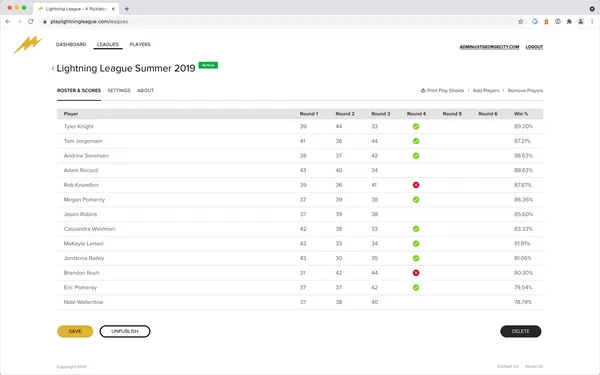 Lightning League – A Picklebal
playlightningleague.com/leagues
DASHBOARD LEAGUES PLAYERS ADMIN@STGEORGECITY.COM LOGOUT
Lightning League Summer 2019 Active
ROSTER & SCORES SETTINGS ABOUT Print Play Sheets Add Players Remove Players
Player Round 1 Round 2 Round 3 Round 4 Round 5 Round 6 Win %
Tyler Knight 39 44 33 89.20%
Tom Jorgensen 41 36 44 87.21%
Andrew Sorensen 38 37 42 88.63%
Adam Record 43 40 34 88.63%
Rob Knowlton 39 36 41 87.87%
Megan Pomeroy 37 39 38 86.36%
Jason Robins 37 39 38 85.60%
Cassandra Weidman 42 38 33 83.33%
MaKayle Larsen 43 33 34 81.81%
Jordanna Bailey 43 30 35 81.06%
Brandon Rush 31 42 44 80.30%
Eric Pomeroy 37 37 42 79.54%
Nate Wallentine 37 38 40 78.78%
SAVE UNPUBLISH DELETE
Copyright 2019 Contact Us About Us